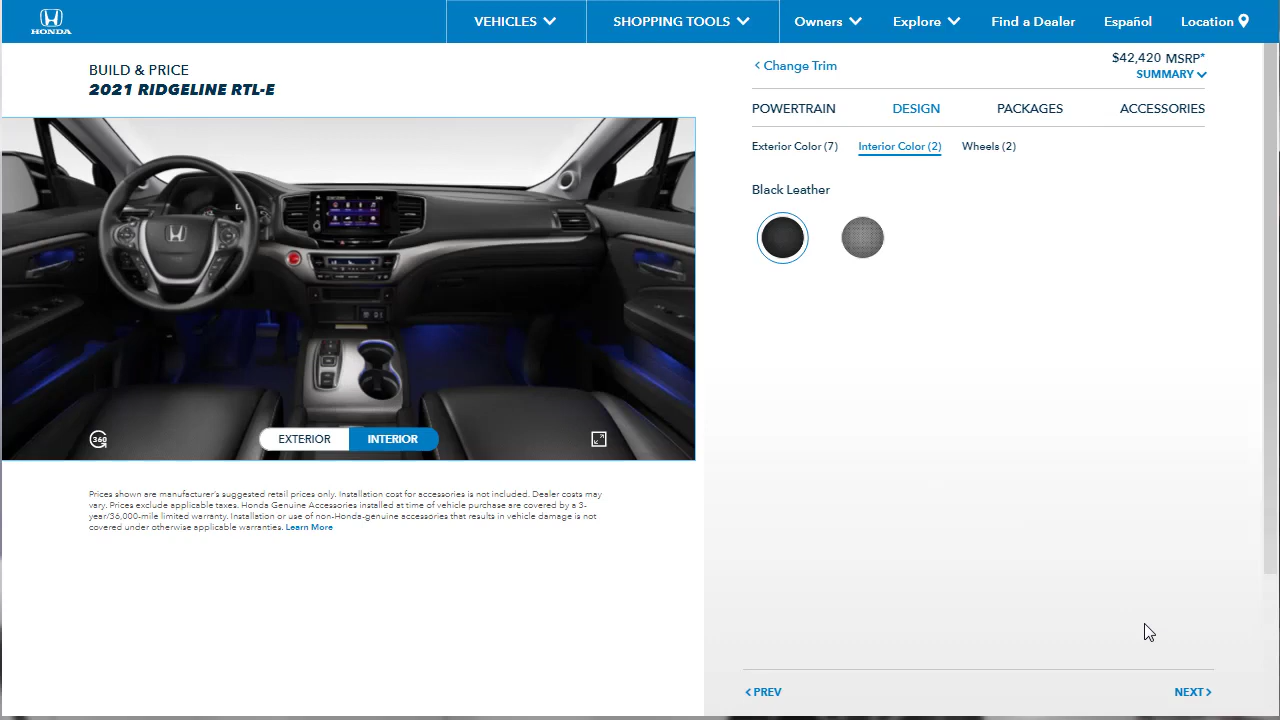 HONDA
VEHICLES
SHOPPING TOOLS
Owners
Explore
Find a Dealer
Español
Location
BUILD & PRICE
2021 RIDGELINE RTL-E
Change Trim
$42,420 MSRP*
SUMMARY
POWERTRAIN
DESIGN
PACKAGES
ACCESSORIES
Exterior Color (7)
Interior Color (2)
Wheels (2)
Black Leather
360
EXTERIOR
INTERIOR
Prices shown are manufacturer's suggested retail prices only. Installation cost for accessories is not included. Dealer costs may
vary. Prices exclude applicable taxes. Honda Genuine Accessories installed at time of vehicle purchase are covered by a 3-
year/36,000-mile limited warranty. Installation or use of non-Honda-genuine accessories that results in vehicle damage is not
covered under otherwise applicable warranties. Learn More
PREV
NEXT